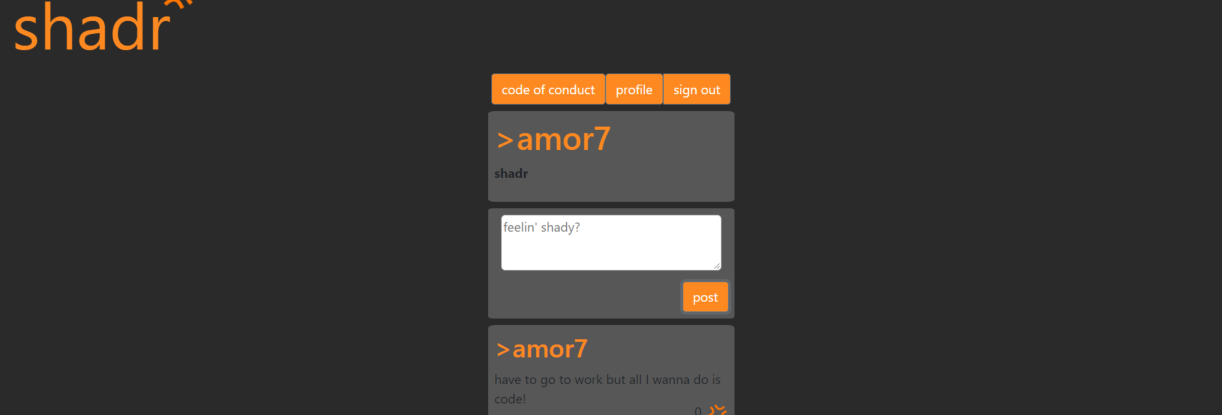 shadr
code of conduct profile sign out
>amor7
shadr
feelin' shady?
post
>amor7
have to go to work but all I wanna do is
code!
0